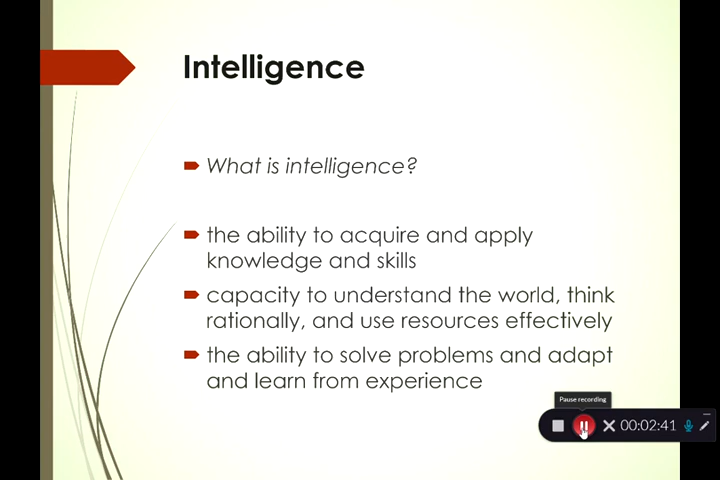 Intelligence
What is intelligence?
the ability to acquire and apply
knowledge and skills
capacity to understand the world, think
rationally, and use resources effectively
the ability to solve problems and adapt
and learn from experience
Pause recording
00:02:41